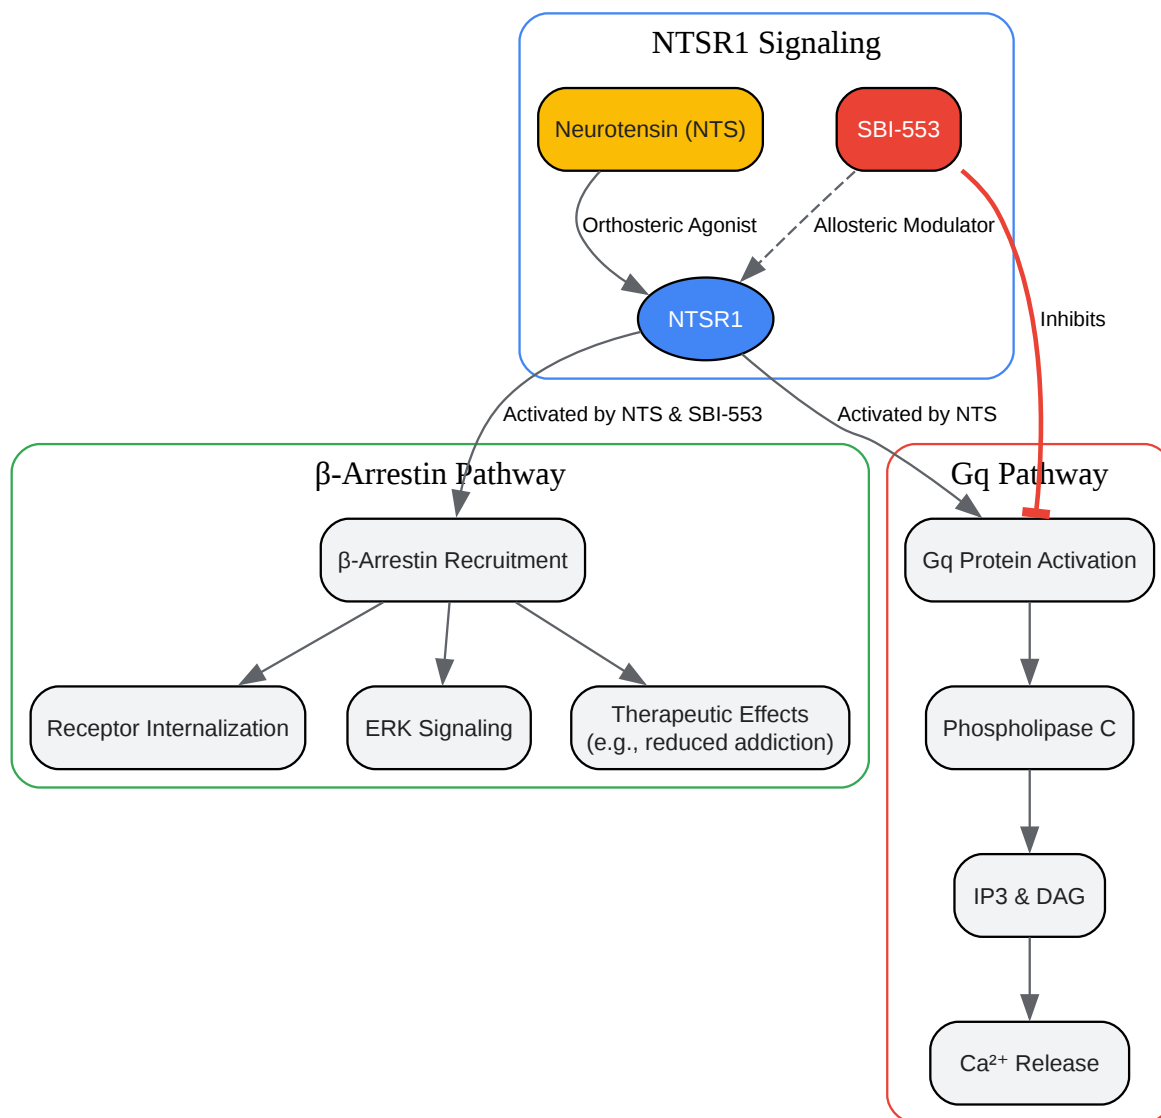 NTSR1 Signaling
Neurotensin (NTS)
SBI-553
Orthosteric Agonist
Allosteric Modulator
NTSR1
Inhibits
Activated by NTS & SBI-553
Activated by NTS
β-Arrestin Pathway
Gq Pathway
β-Arrestin Recruitment
Gq Protein Activation
Receptor Internalization
ERK Signaling
Therapeutic Effects
(e.g., reduced addiction)
Phospholipase C
IP3 & DAG
Ca²⁺ Release